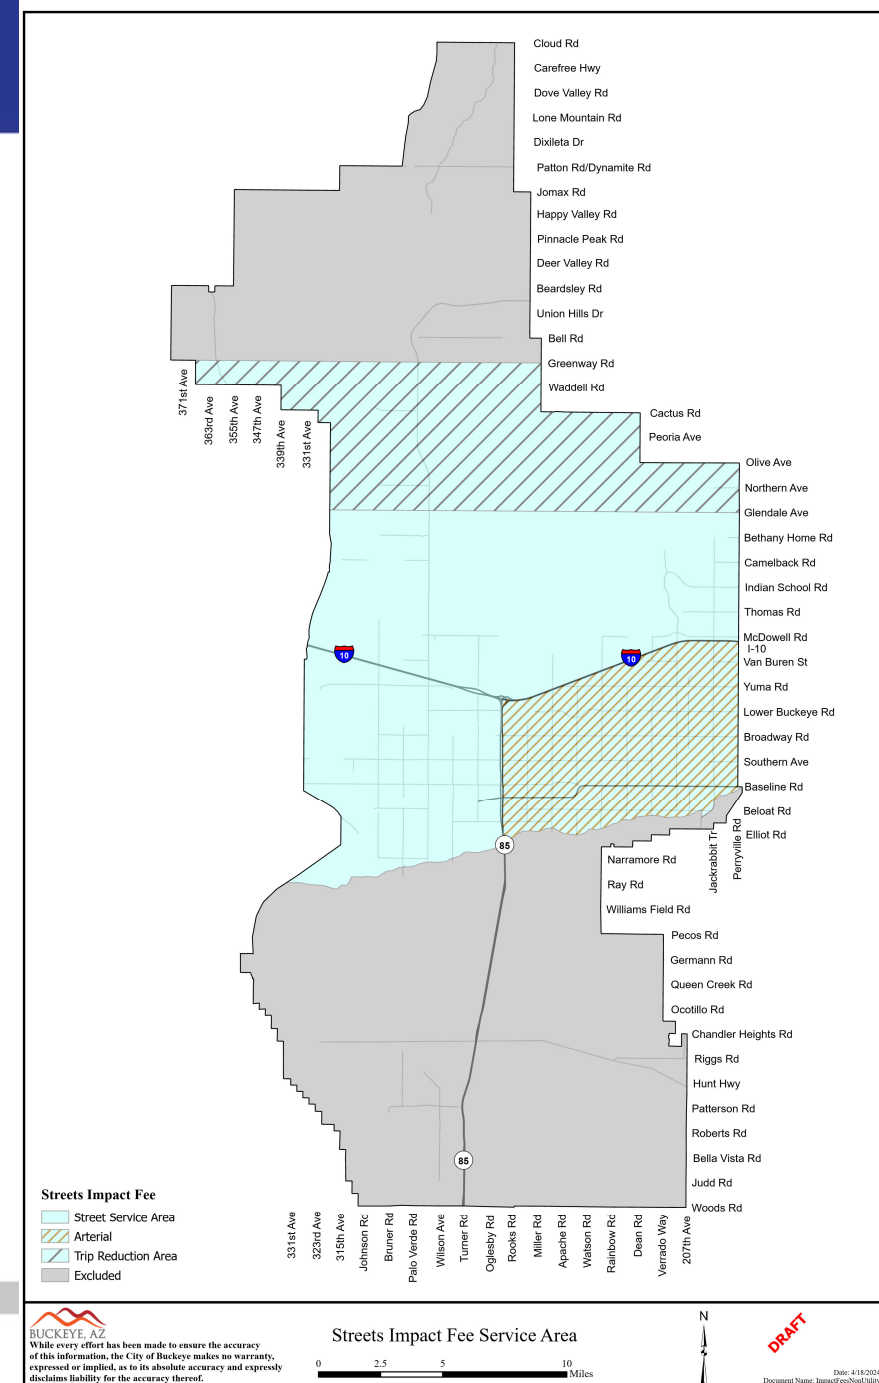 Cloud Rd
Carefree Hwy
Dove Valley Rd
Lone Mountain Rd
Dixileta Dr
Patton Rd/Dynamite Rd
Jomax Rd
Happy Valley Rd
Pinnacle Peak Rd
Deer Valley Rd
Beardsley Rd
Union Hills Dr
Bell Rd
Greenway Rd
Waddell Rd
Cactus Rd
Peoria Ave
Olive Ave
Northern Ave
Glendale Ave
Bethany Home Rd
Camelback Rd
Indian School Rd
Thomas Rd
McDowell Rd
I-10
Van Buren St
Yuma Rd
Lower Buckeye Rd
Broadway Rd
Southern Ave
Baseline Rd
Beloat Rd
Elliot Rd
371st Ave
363rd Ave
355th Ave
347th Ave
339th Ave
331st Ave
10
10
85
Jackrabbit Tr
Perryville Rd
Narramore Rd
Ray Rd
Williams Field Rd
Pecos Rd
Germann Rd
Queen Creek Rd
Ocotillo Rd
Chandler Heights Rd
Riggs Rd
Hunt Hwy
Patterson Rd
Roberts Rd
Bella Vista Rd
Judd Rd
Woods Rd
85
331st Ave
323rd Ave
315th Ave
Johnson Rd
Bruner Rd
Palo Verde Rd
Wilson Ave
Turner Rd
Oglesby Rd
Rooks Rd
Miller Rd
Apache Rd
Watson Rd
Rainbow Rd
Dean Rd
Verrado Way
207th Ave
Streets Impact Fee
Street Service Area
Arterial
Trip Reduction Area
Excluded
BUCKEYE, AZ
While every effort has been made to ensure the accuracy
of this information, the City of Buckeye makes no warranty,
expressed or implied, as to its absolute accuracy and expressly
disclaims liability for the accuracy thereof.
Streets Impact Fee Service Area
0 2.5 5 10
Miles
N
DRAFT
Date: 4/18/2024
Document Name: ImpactFeesNonUtility